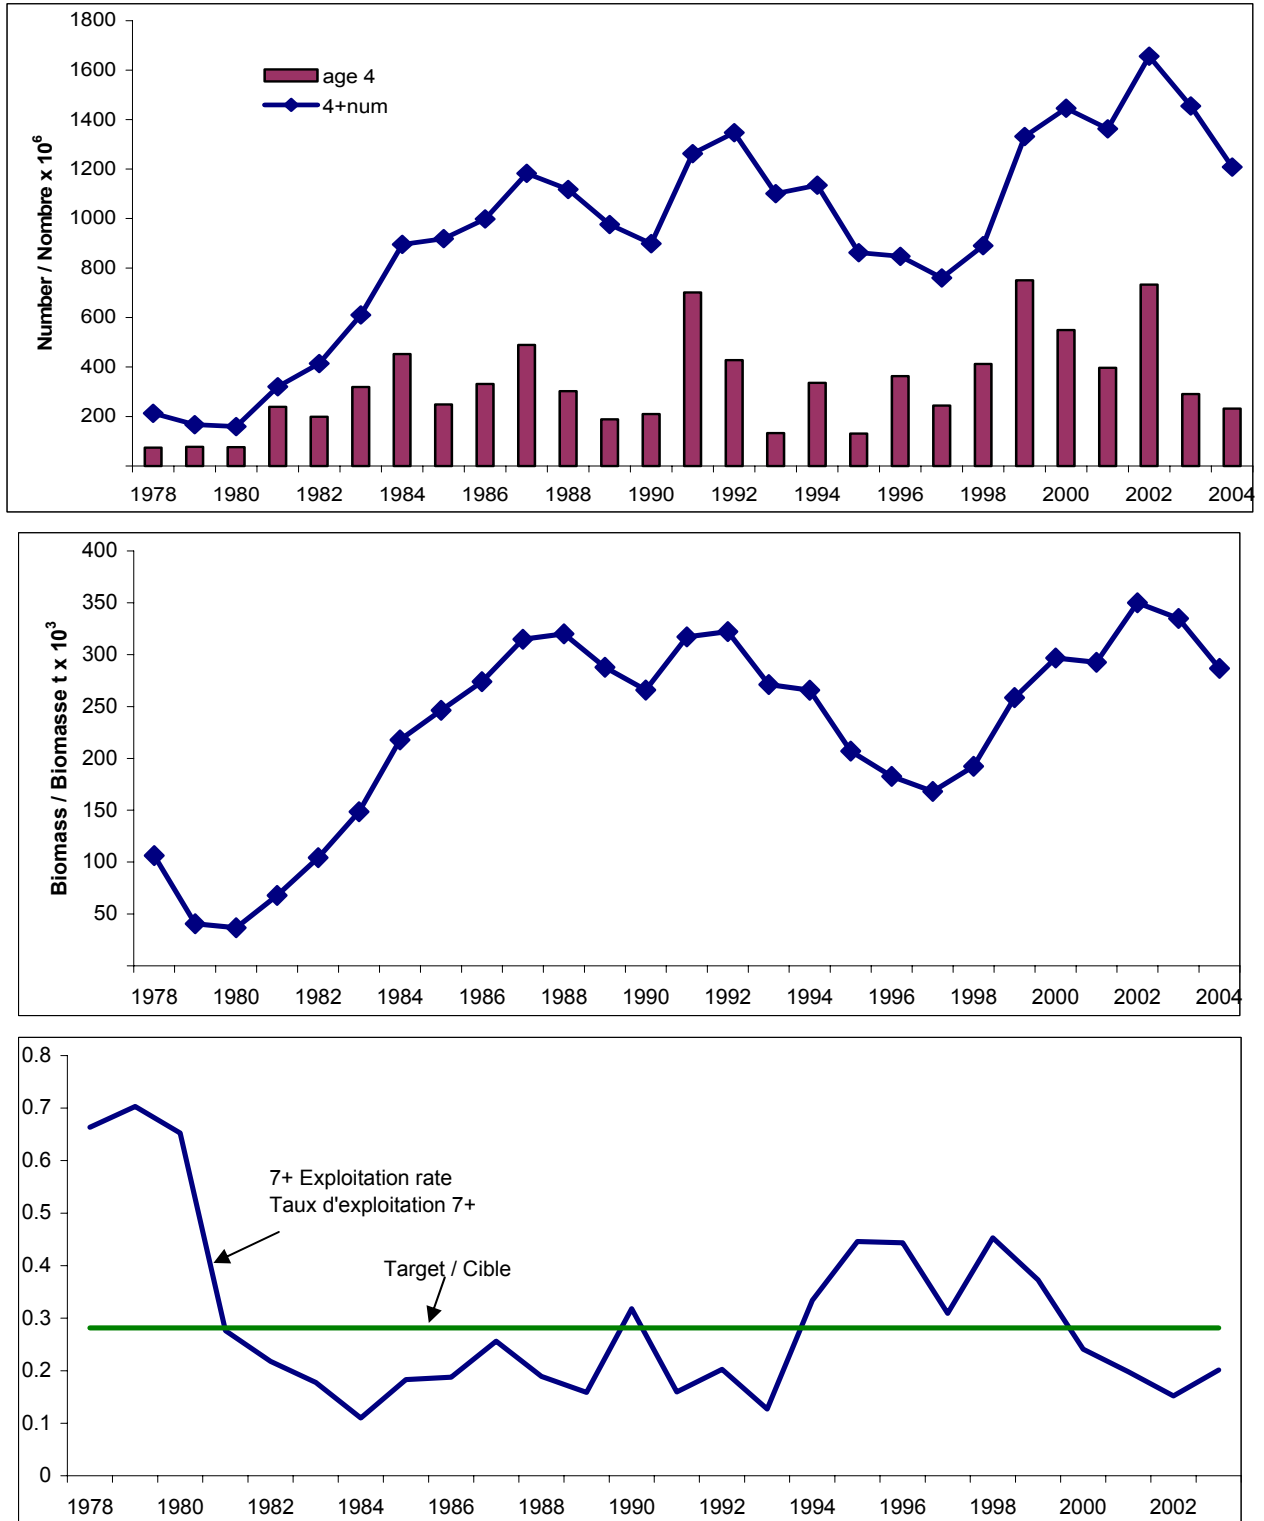 1800
1600
1400
1200
1000
800
600
400
200
Number / Nombre x 10⁶
age 4
4+num
1978 1980 1982 1984 1986 1988 1990 1992 1994 1996 1998 2000 2002 2004
400
350
300
250
200
150
100
50
Biomass / Biomasse t x 10³
1978 1980 1982 1984 1986 1988 1990 1992 1994 1996 1998 2000 2002 2004
0.8
0.7
0.6
0.5
0.4
0.3
0.2
0.1
0
7+ Exploitation rate
Taux d'exploitation 7+
Target / Cible
1978 1980 1982 1984 1986 1988 1990 1992 1994 1996 1998 2000 2002